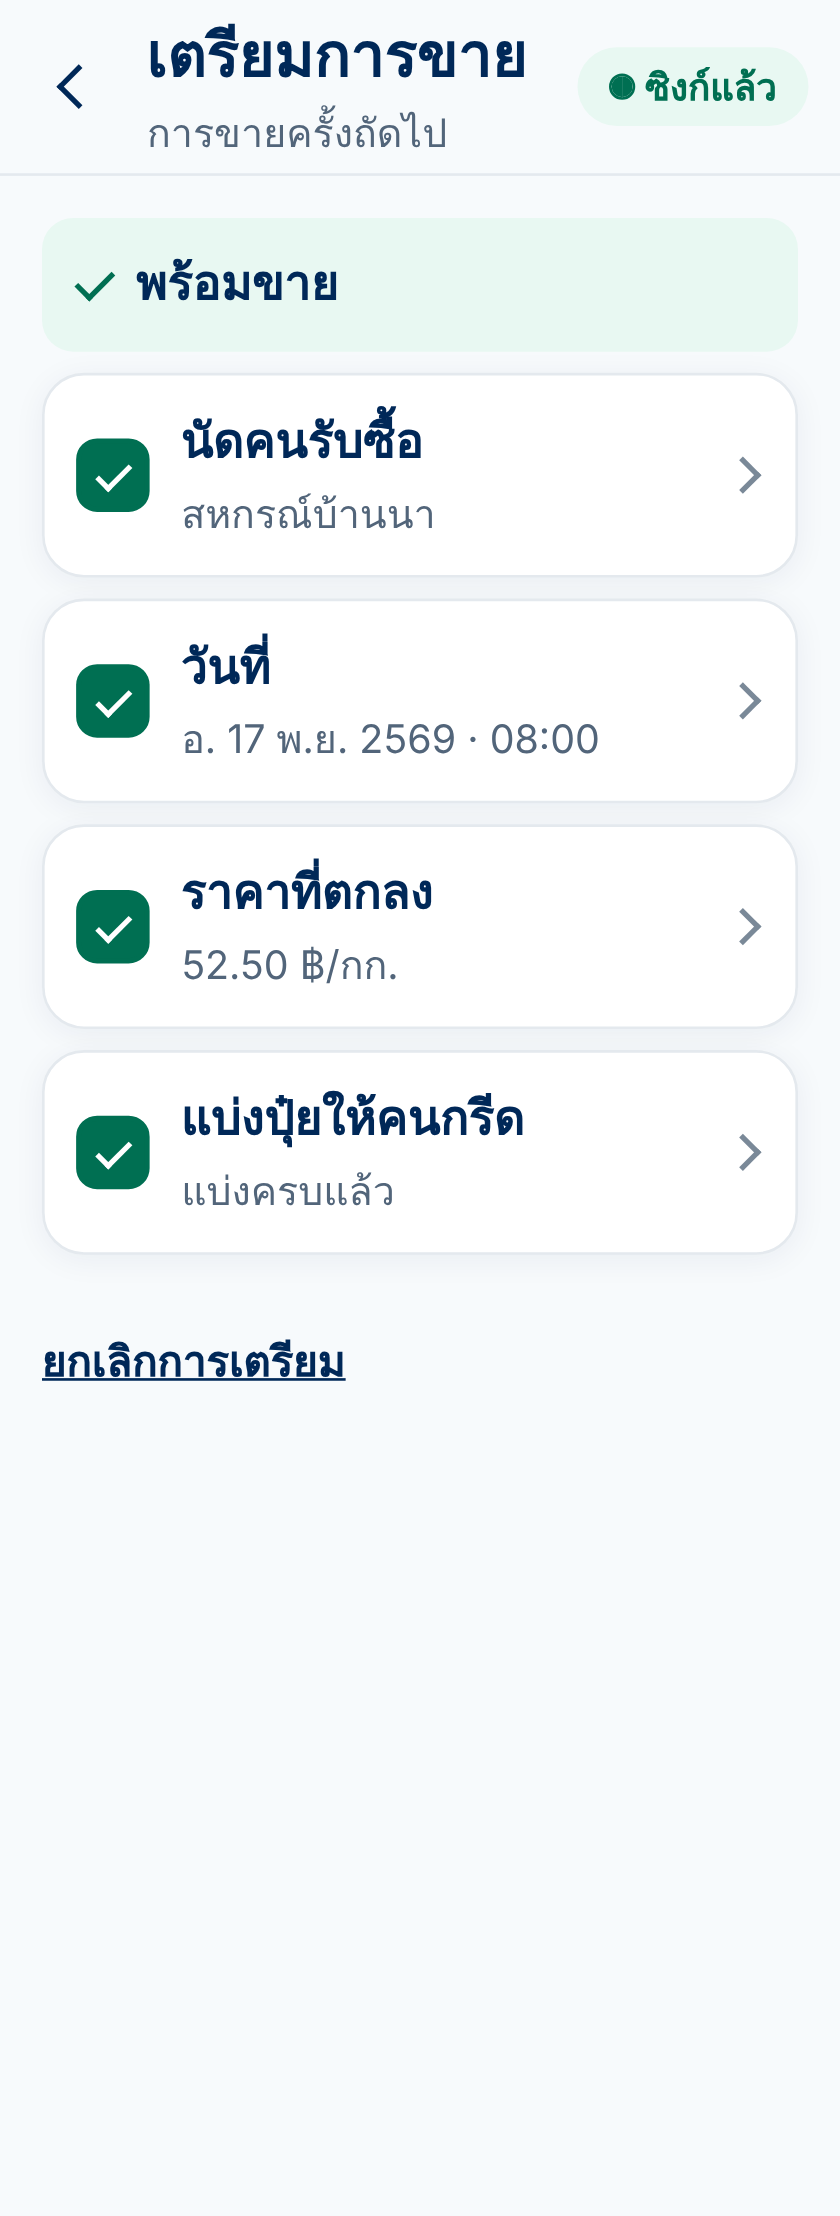 เตรียมการขาย
การขายครั้งถัดไป
ซิงก์แล้ว
พร้อมขาย
นัดคนรับซื้อ
สหกรณ์บ้านนา
วันที่
อ. 17 พ.ย. 2569 · 08:00
ราคาที่ตกลง
52.50 ฿/กก.
แบ่งปุ๋ยให้คนกรีด
แบ่งครบแล้ว
ยกเลิกการเตรียม